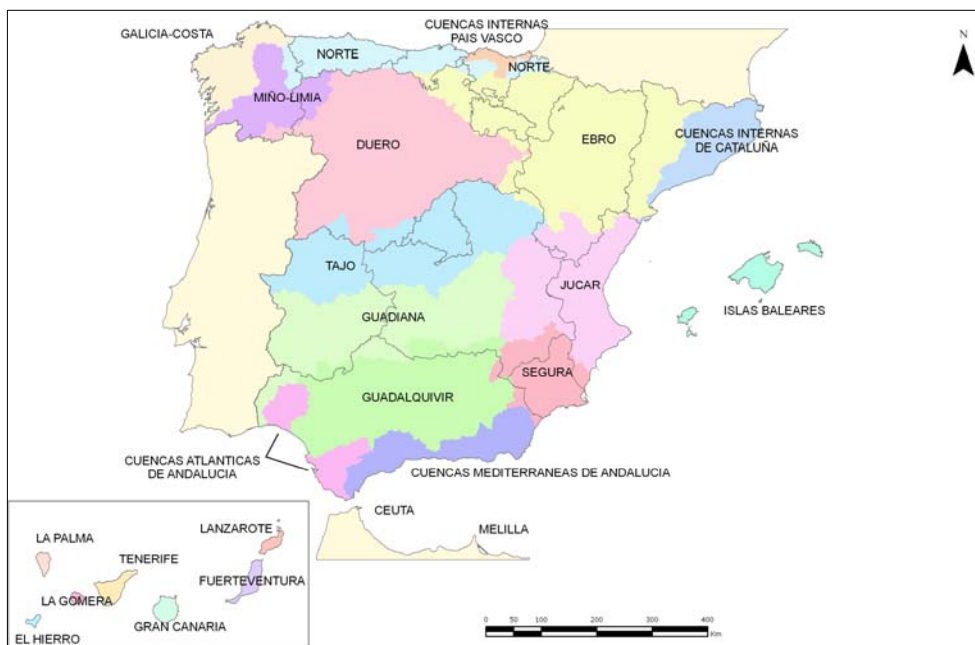 GALICIA-COSTA
CUENCAS INTERNAS
PAIS VASCO
N
NORTE
NORTE
MIÑO-LIMIA
DUERO
EBRO
CUENCAS INTERNAS
DE CATALUÑA
TAJO
JUCAR
ISLAS BALEARES
GUADIANA
SEGURA
GUADALQUIVIR
CUENCAS ATLANTICAS
DE ANDALUCIA
CUENCAS MEDITERRANEAS DE ANDALUCIA
CEUTA
MELILLA
LANZAROTE
LA PALMA
TENERIFE
FUERTEVENTURA
LA GOMERA
GRAN CANARIA
EL HIERRO
0 50 100 200 300 400
Km